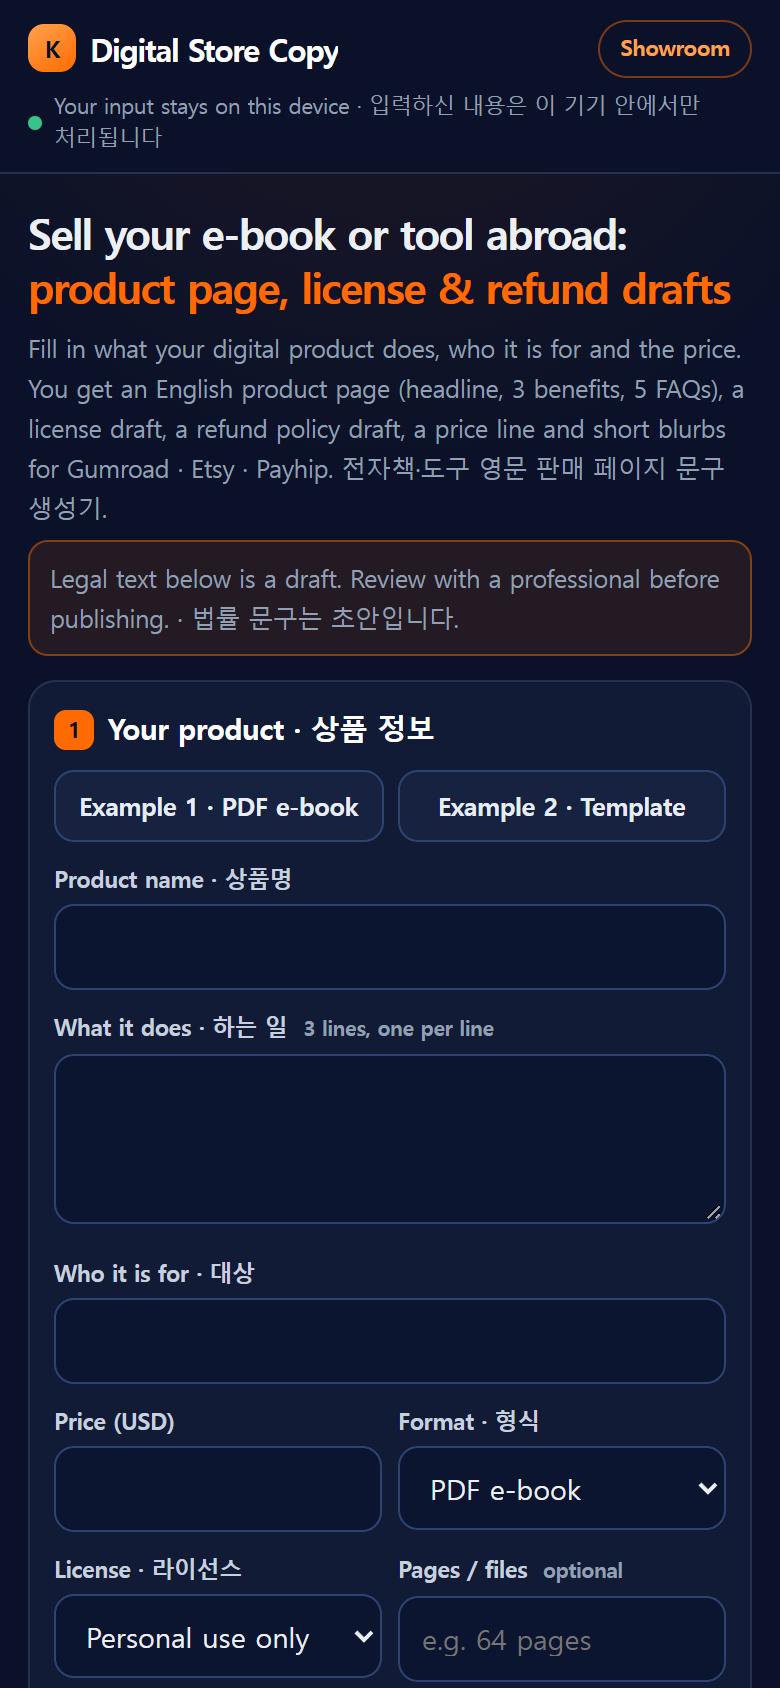 K
Digital Store Copy
Showroom
Your input stays on this device · 입력하신 내용은 이 기기 안에서만
처리됩니다
Sell your e-book or tool abroad:
product page, license & refund drafts
Fill in what your digital product does, who it is for and the price.
You get an English product page (headline, 3 benefits, 5 FAQs), a
license draft, a refund policy draft, a price line and short blurbs
for Gumroad · Etsy · Payhip. 전자책·도구 영문 판매 페이지 문구
생성기.
Legal text below is a draft. Review with a professional before
publishing. · 법률 문구는 초안입니다.
1 Your product · 상품 정보
Example 1 · PDF e-book
Example 2 · Template
Product name · 상품명
What it does · 하는 일 3 lines, one per line
Who it is for · 대상
Price (USD)
Format · 형식
PDF e-book
License · 라이선스
Pages / files optional
Personal use only
e.g. 64 pages